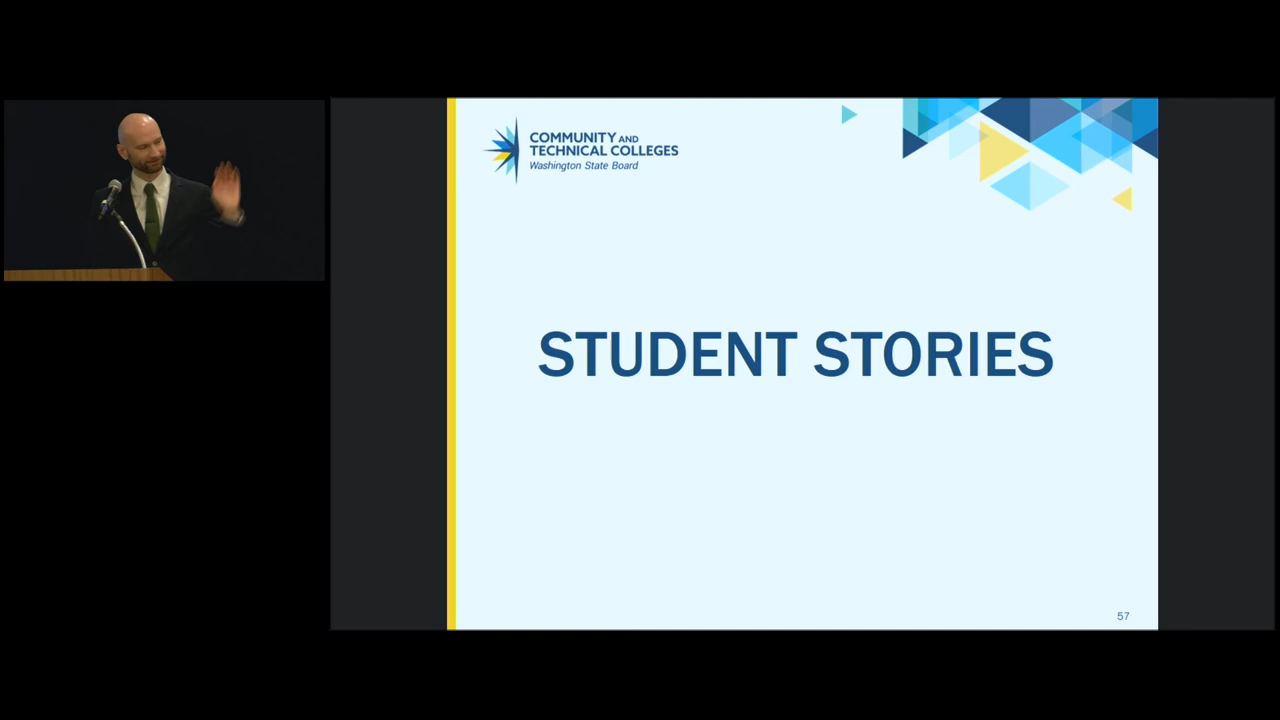 COMMUNITY AND
TECHNICAL COLLEGES
Washington State Board
STUDENT STORIES
57